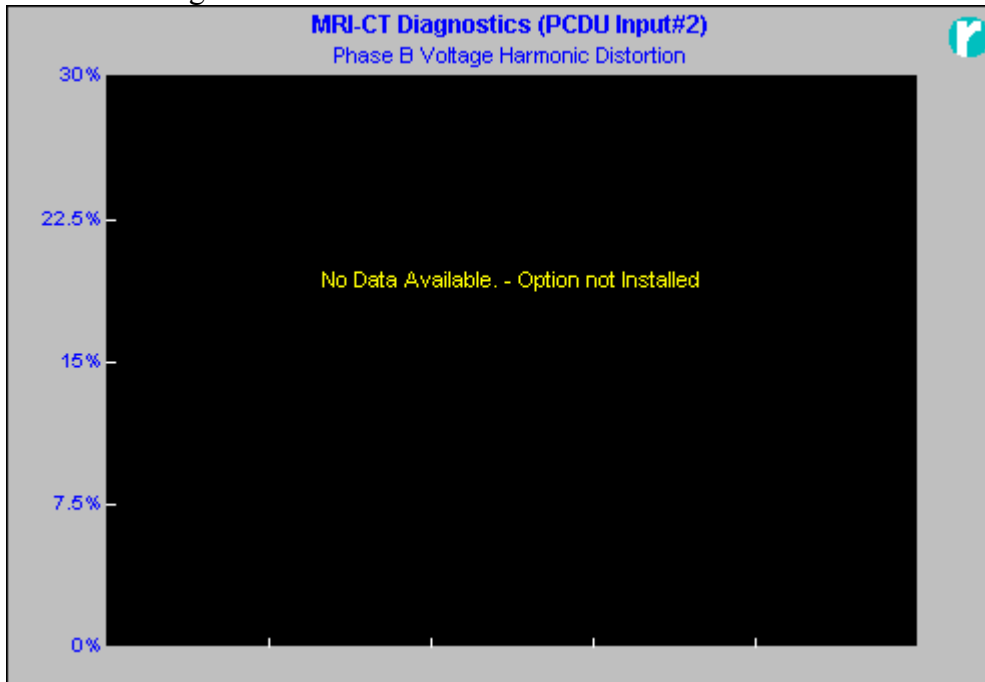 MRI-CT Diagnostics (PCDU Input#2)
Phase B Voltage Harmonic Distortion
30%
22.5%
No Data Available. - Option not Installed
15%
7.5%
0%
r